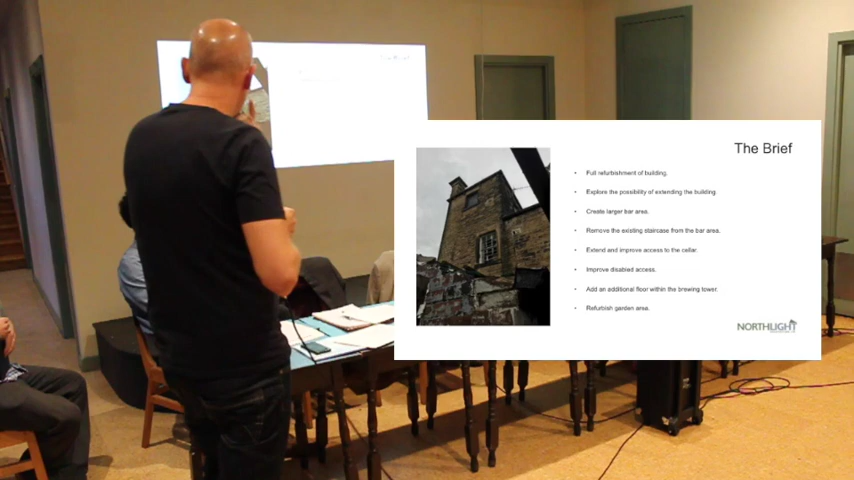 The Brief
• Full refurbishment of building.
• Explore the possibility of extending the building.
• Create larger bar area.
• Remove the existing staircase from the bar area.
• Extend and improve access to the cellar.
• Improve disabled access.
• Add an additional floor within the brewing tower.
• Refurbish garden area.
NORTHLIGHT